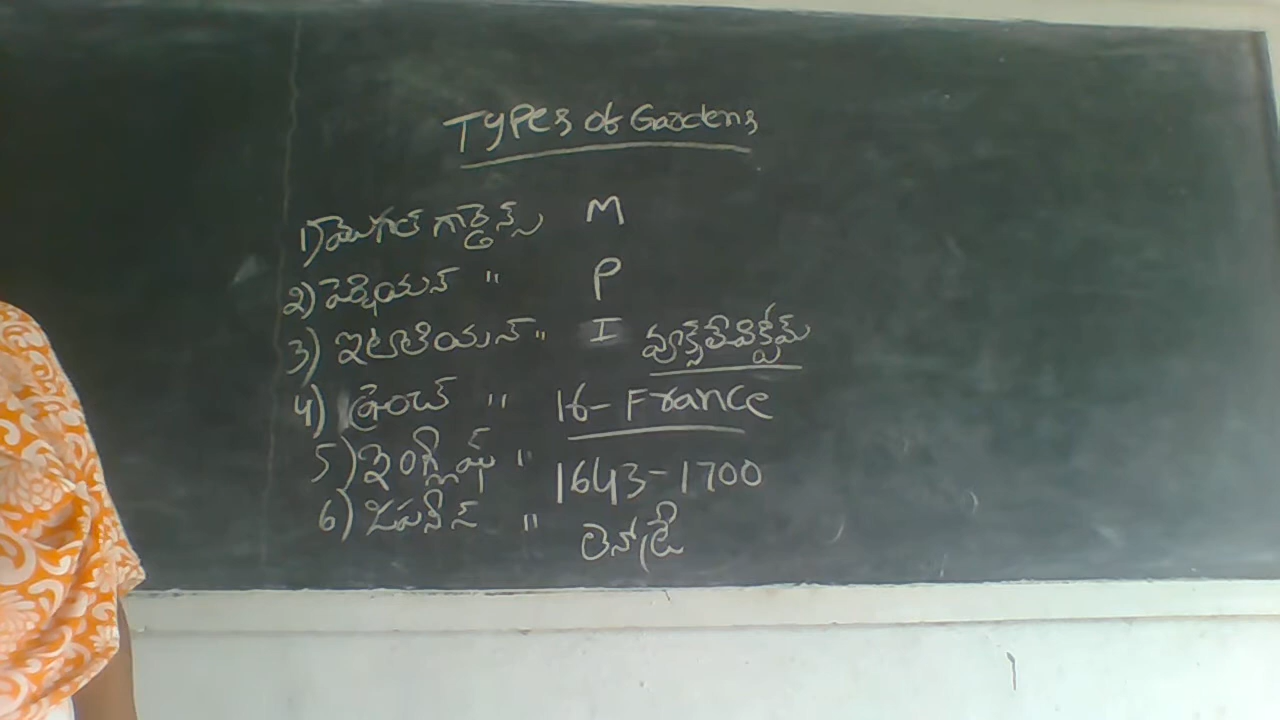 Types of Gardens
1) మొగల్ గార్డెన్స్ M
2) పెర్షియన్ " P
3) ఇటాలియన్ " I
4) ఫ్రెంచ్ " 16- France
5) ఇంగ్లీష్ " 1643-1700
6) జపనీస్ " లెనోట్రే